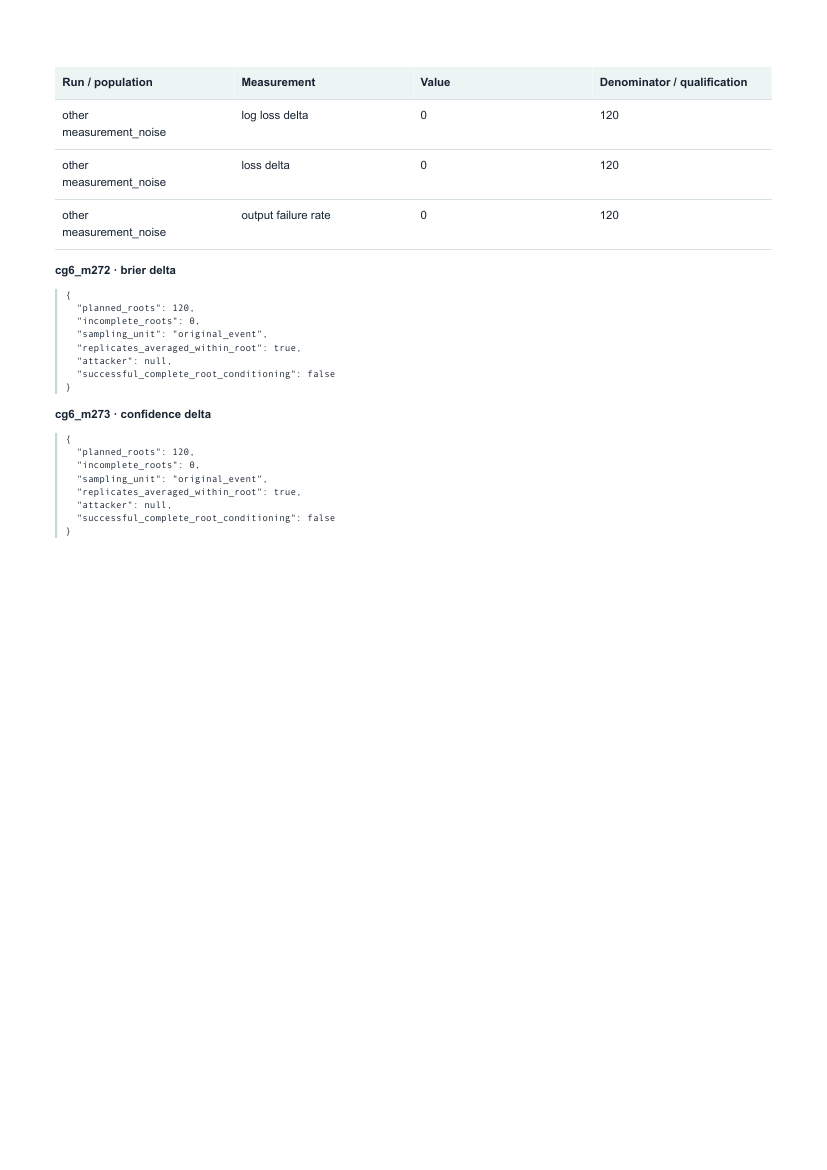 Run / population Measurement Value Denominator / qualification
other log loss delta 0 120
measurement_noise
other loss delta 0 120
measurement_noise
other output failure rate 0 120
measurement_noise
cg6_m272 · brier delta
{
  "planned_roots": 120,
  "incomplete_roots": 0,
  "sampling_unit": "original_event",
  "replicates_averaged_within_root": true,
  "attacker": null,
  "successful_complete_root_conditioning": false
}
cg6_m273 · confidence delta
{
  "planned_roots": 120,
  "incomplete_roots": 0,
  "sampling_unit": "original_event",
  "replicates_averaged_within_root": true,
  "attacker": null,
  "successful_complete_root_conditioning": false
}